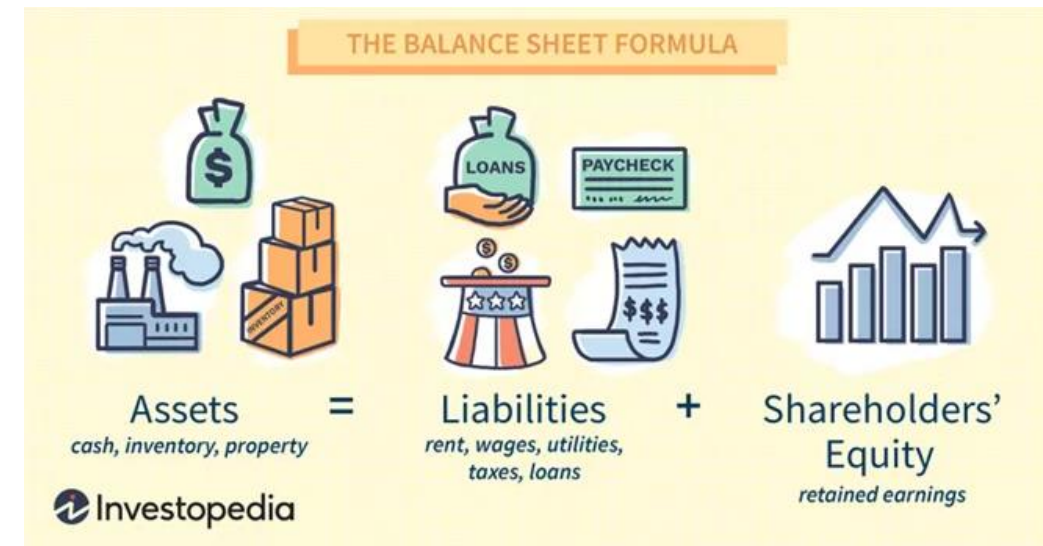 THE BALANCE SHEET FORMULA
$
LOANS
PAYCHECK
$
$
INVENTORY
$$$
Assets = Liabilities + Shareholders'
Equity
cash, inventory, property
rent, wages, utilities,
taxes, loans
retained earnings
Investopedia